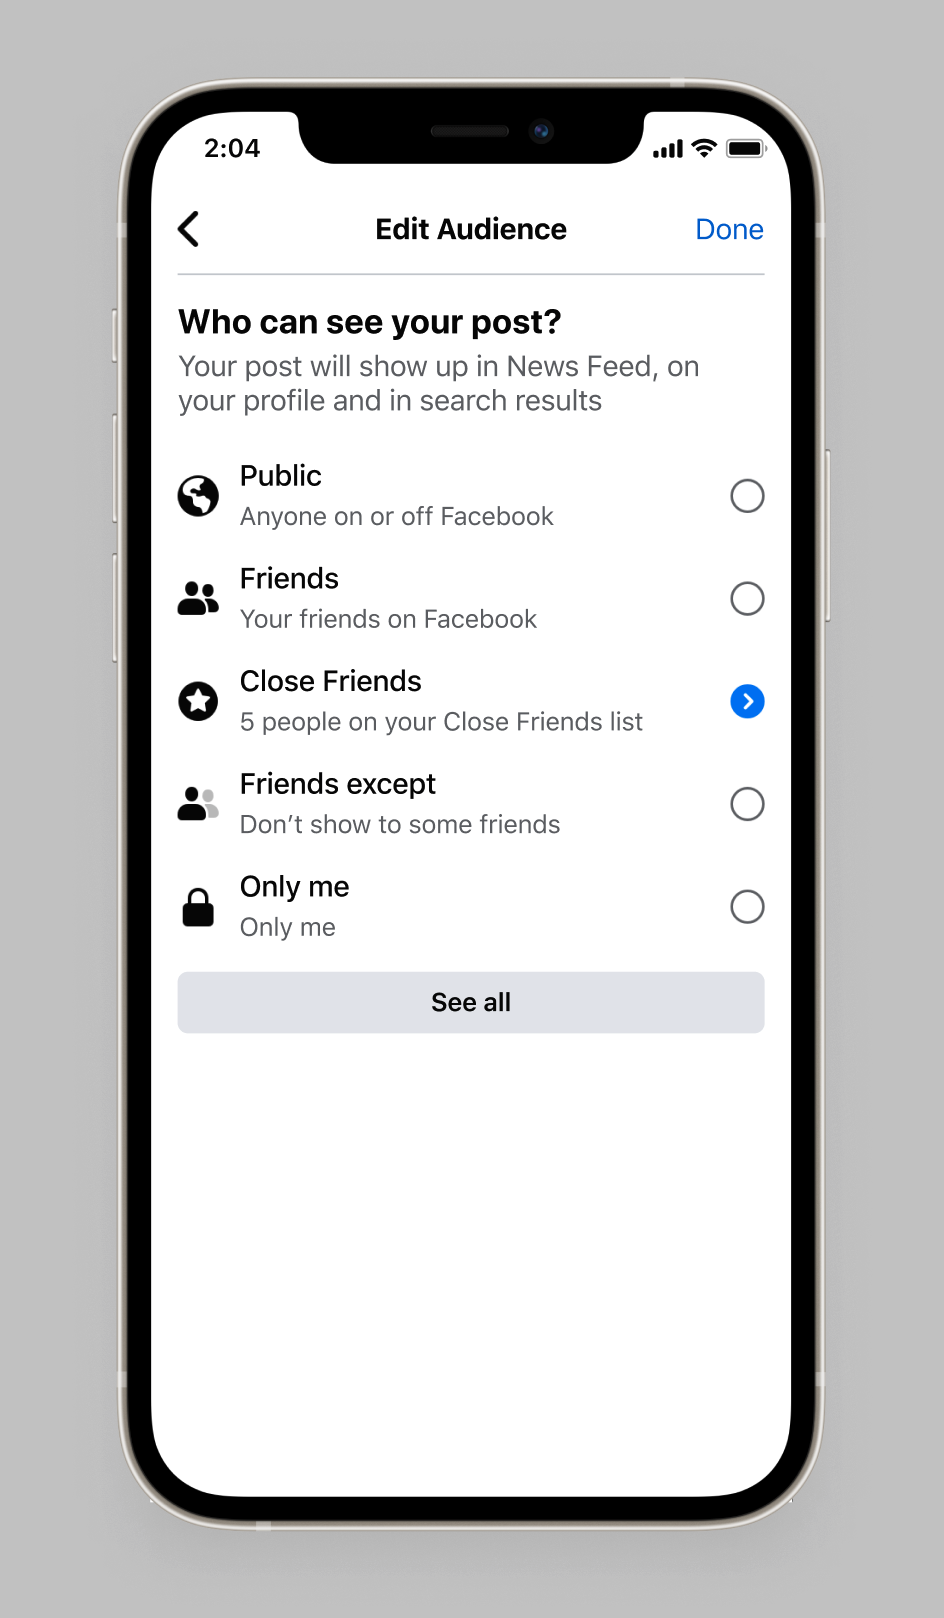 2:04
Edit Audience
Done
Who can see your post?
Your post will show up in News Feed, on
your profile and in search results
Public
Anyone on or off Facebook
Friends
Your friends on Facebook
Close Friends
5 people on your Close Friends list
Friends except
Don’t show to some friends
Only me
Only me
See all